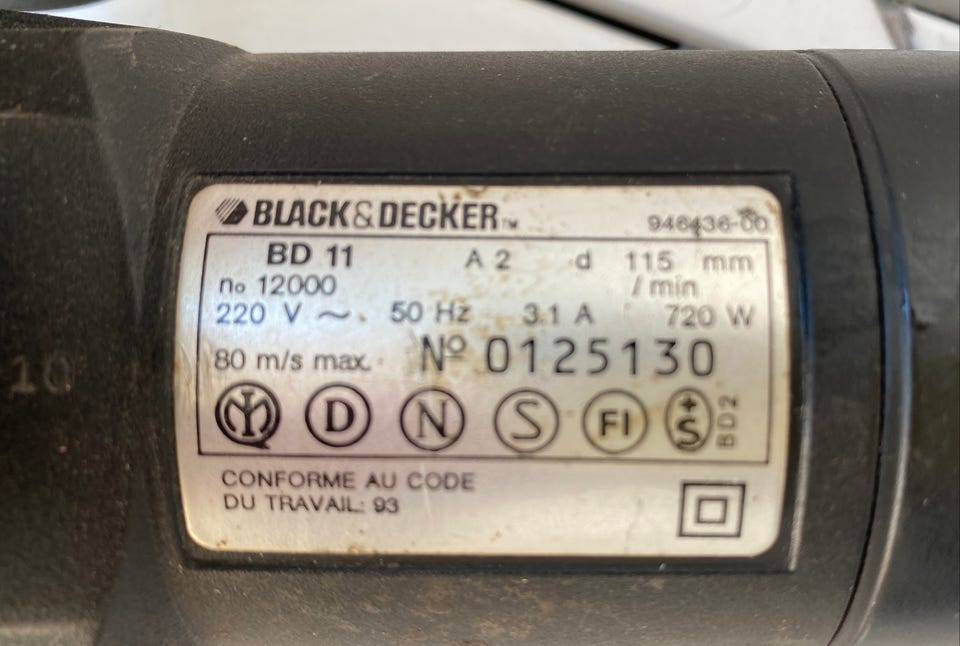 BLACK&DECKER™ 946436-00
BD 11 A 2 d 115 mm
no 12000 / min
220 V ~ 50 Hz 3.1 A 720 W
80 m/s max. Nº 0125130
D N S FI +S BD2
CONFORME AU CODE
DU TRAVAIL: 93
10